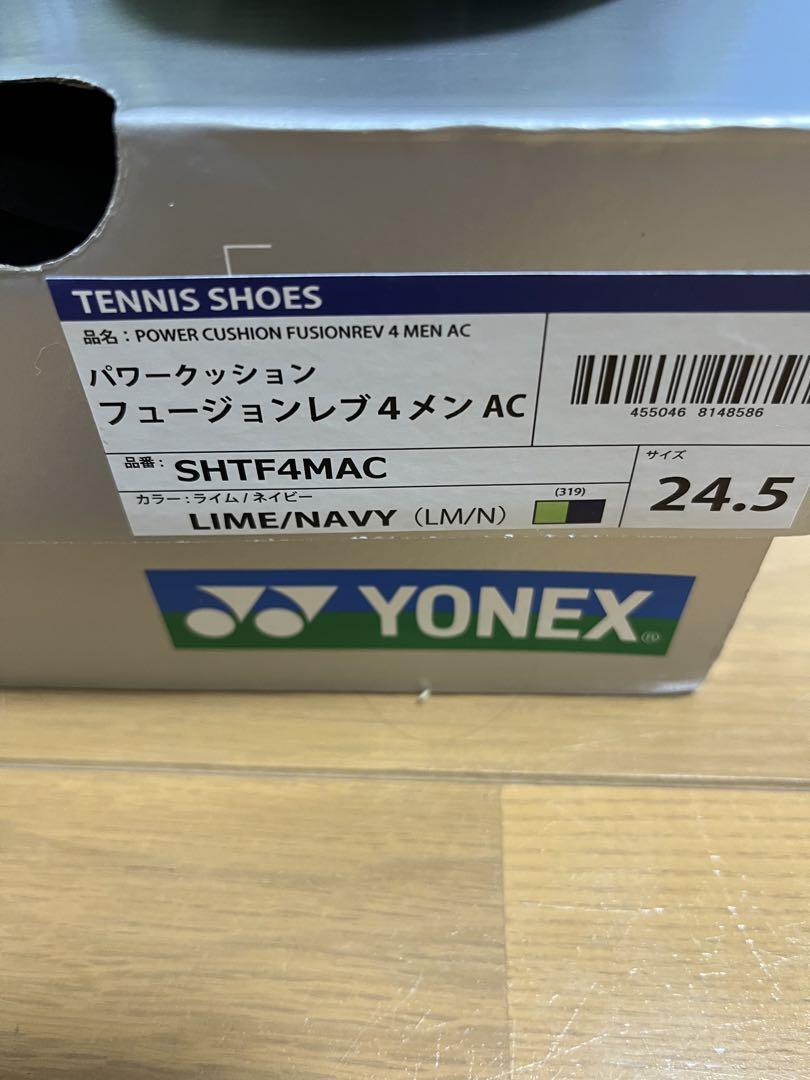 TENNIS SHOES
品名：POWER CUSHION FUSIONREV 4 MEN AC
パワークッション
フュージョンレブ４メン AC
455046 8148586
品番： SHTF4MAC
サイズ
24.5
カラー：ライム / ネイビー
LIME/NAVY（LM/N）
(319)
YONEX®